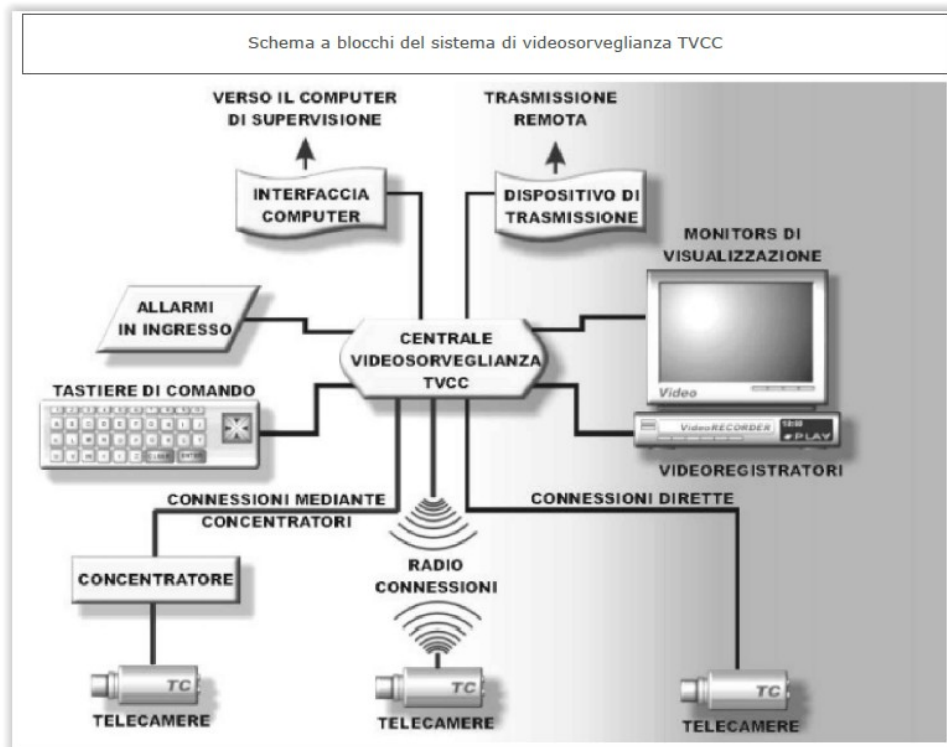 Schema a blocchi del sistema di videosorveglianza TVCC
VERSO IL COMPUTER
DI SUPERVISIONE
TRASMISSIONE
REMOTA
INTERFACCIA
COMPUTER
DISPOSITIVO DI
TRASMISSIONE
MONITORS DI
VISUALIZZAZIONE
ALLARMI
IN INGRESSO
CENTRALE
VIDEOSORVEGLIANZA
TVCC
Video
TASTIERE DI COMANDO
VideoRECORDER
PLAY
VIDEOREGISTRATORI
CONNESSIONI MEDIANTE
CONCENTRATORI
CONNESSIONI DIRETTE
CONCENTRATORE
RADIO
CONNESSIONI
TC
TC
TC
TELECAMERE
TELECAMERE
TELECAMERE